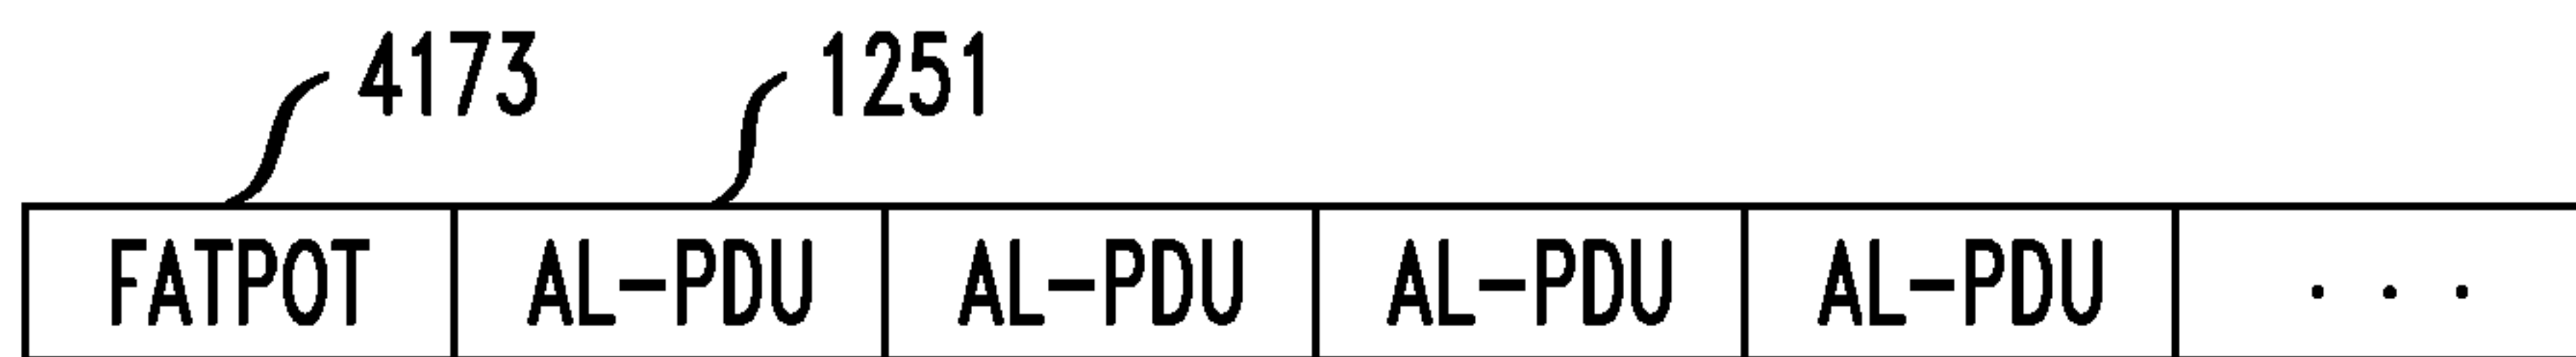 4173 1251
FATPOT AL-PDU AL-PDU AL-PDU AL-PDU . . .